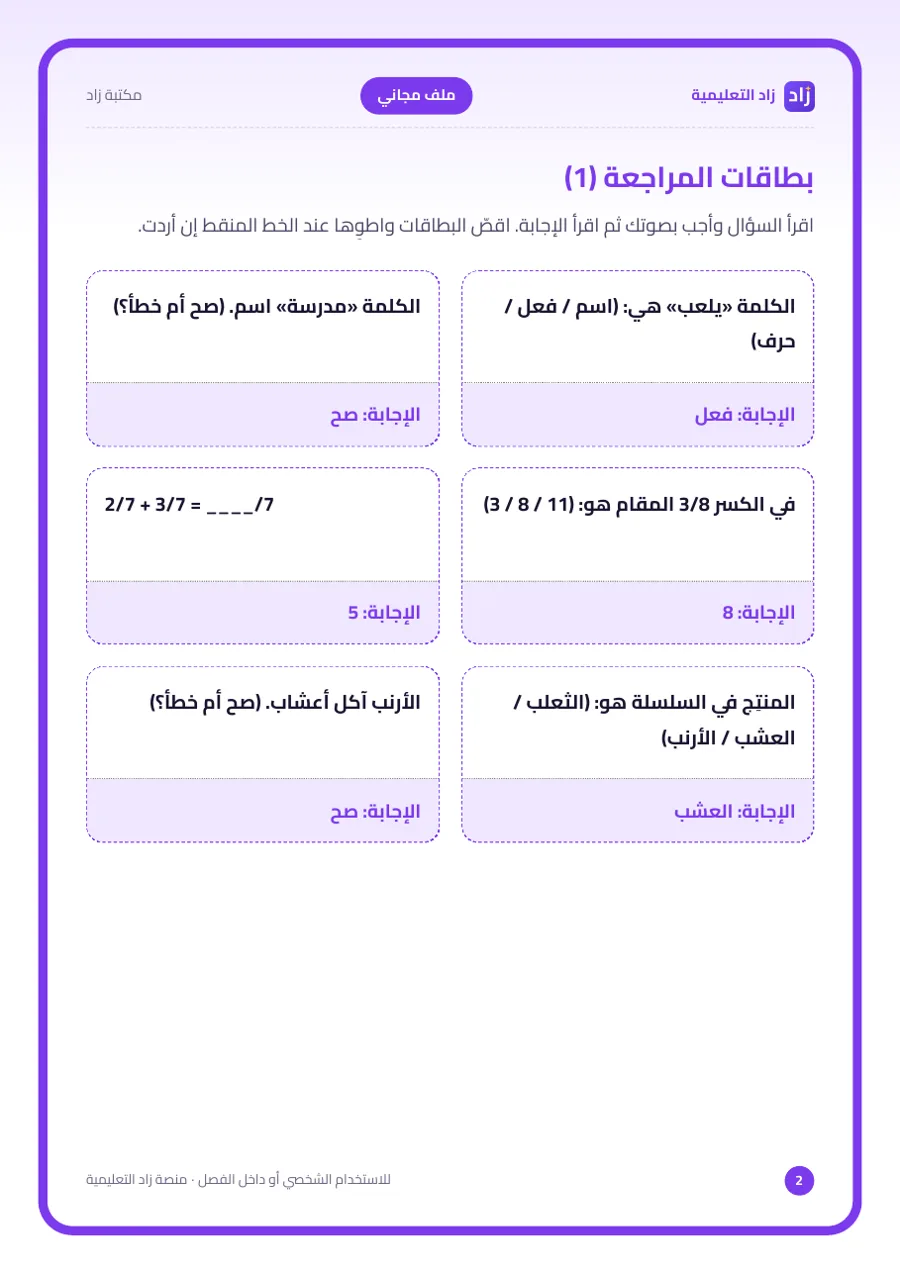 زاد
زاد التعليمية
ملف مجاني
مكتبة زاد
بطاقات المراجعة (1)
اقرأ السؤال وأجب بصوتك ثم اقرأ الإجابة. اقصّ البطاقات واطوِها عند الخط المنقط إن أردت.
الكلمة «يلعب» هي: (اسم / فعل /
حرف)
الإجابة: فعل
الكلمة «مدرسة» اسم. (صح أم خطأ؟)
الإجابة: صح
في الكسر 3/8 المقام هو: (11 / 8 / 3)
الإجابة: 8
2/7 + 3/7 = ____/7
الإجابة: 5
المنتِج في السلسلة هو: (الثعلب /
العشب / الأرنب)
الإجابة: العشب
الأرنب آكل أعشاب. (صح أم خطأ؟)
الإجابة: صح
2
للاستخدام الشخصي أو داخل الفصل · منصة زاد التعليمية